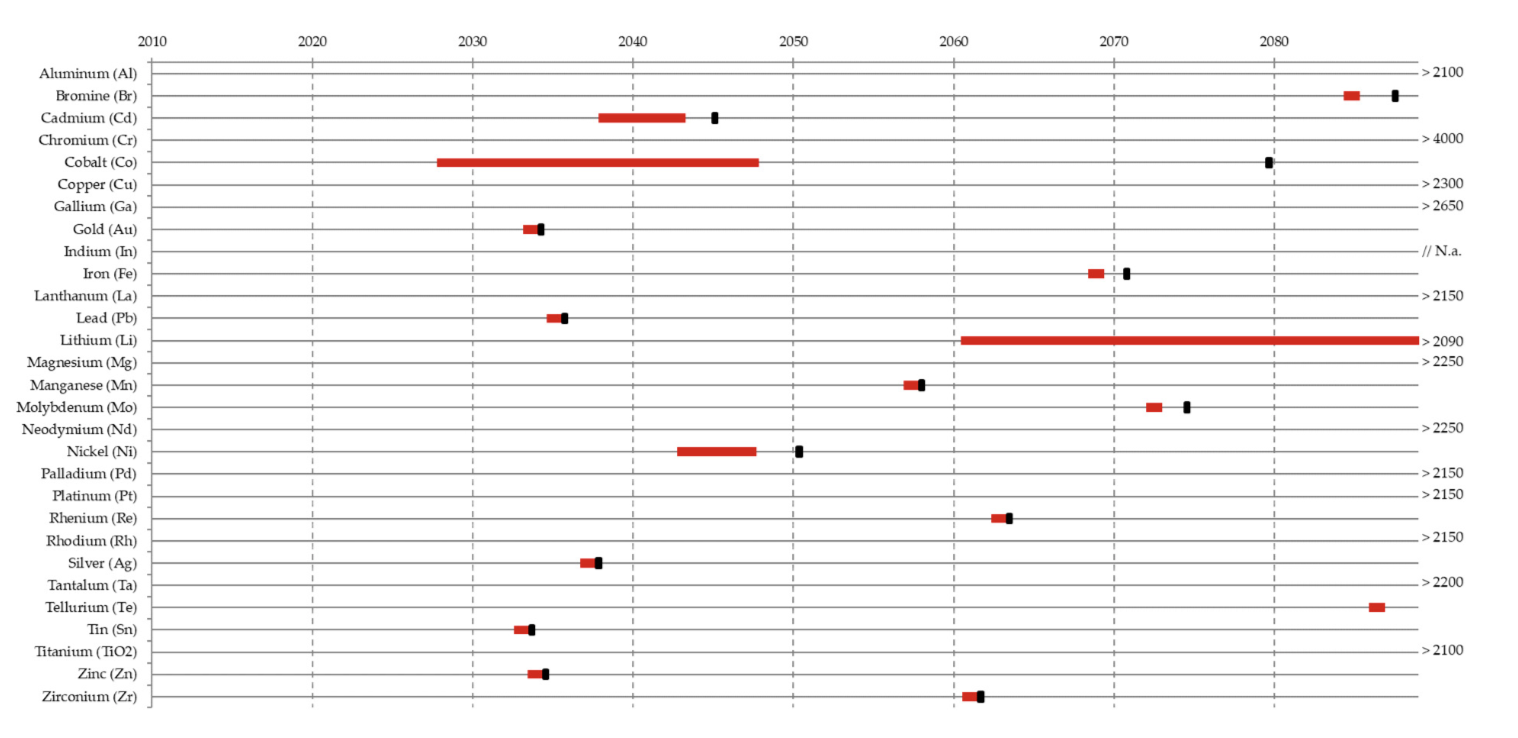 2010 2020 2030 2040 2050 2060 2070 2080
Aluminum (Al) > 2100
Bromine (Br)
Cadmium (Cd)
Chromium (Cr) > 4000
Cobalt (Co)
Copper (Cu) > 2300
Gallium (Ga) > 2650
Gold (Au)
Indium (In) // N.a.
Iron (Fe)
Lanthanum (La) > 2150
Lead (Pb)
Lithium (Li) > 2090
Magnesium (Mg) > 2250
Manganese (Mn)
Molybdenum (Mo)
Neodymium (Nd) > 2250
Nickel (Ni)
Palladium (Pd) > 2150
Platinum (Pt) > 2150
Rhenium (Re)
Rhodium (Rh) > 2150
Silver (Ag)
Tantalum (Ta) > 2200
Tellurium (Te)
Tin (Sn)
Titanium (TiO2) > 2100
Zinc (Zn)
Zirconium (Zr)